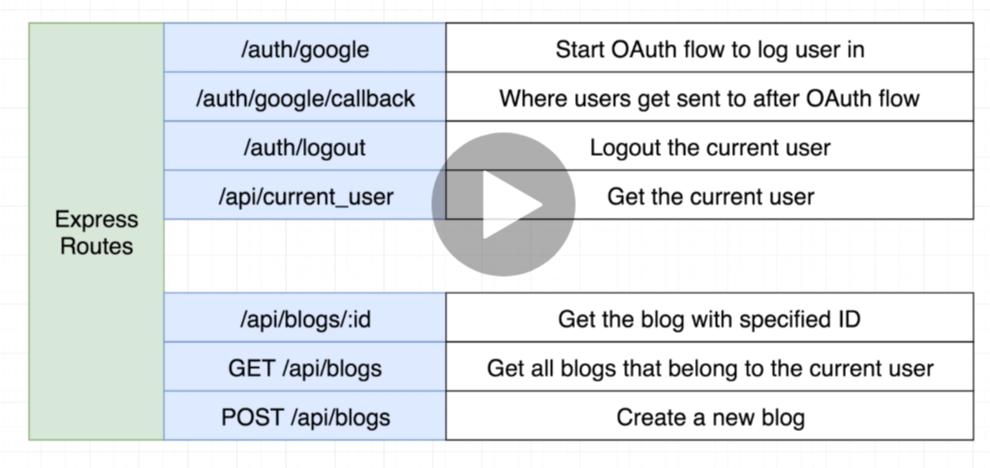 Express
Routes
/auth/google
Start OAuth flow to log user in
/auth/google/callback
Where users get sent to after OAuth flow
/auth/logout
Logout the current user
/api/current_user
Get the current user
/api/blogs/:id
Get the blog with specified ID
GET /api/blogs
Get all blogs that belong to the current user
POST /api/blogs
Create a new blog